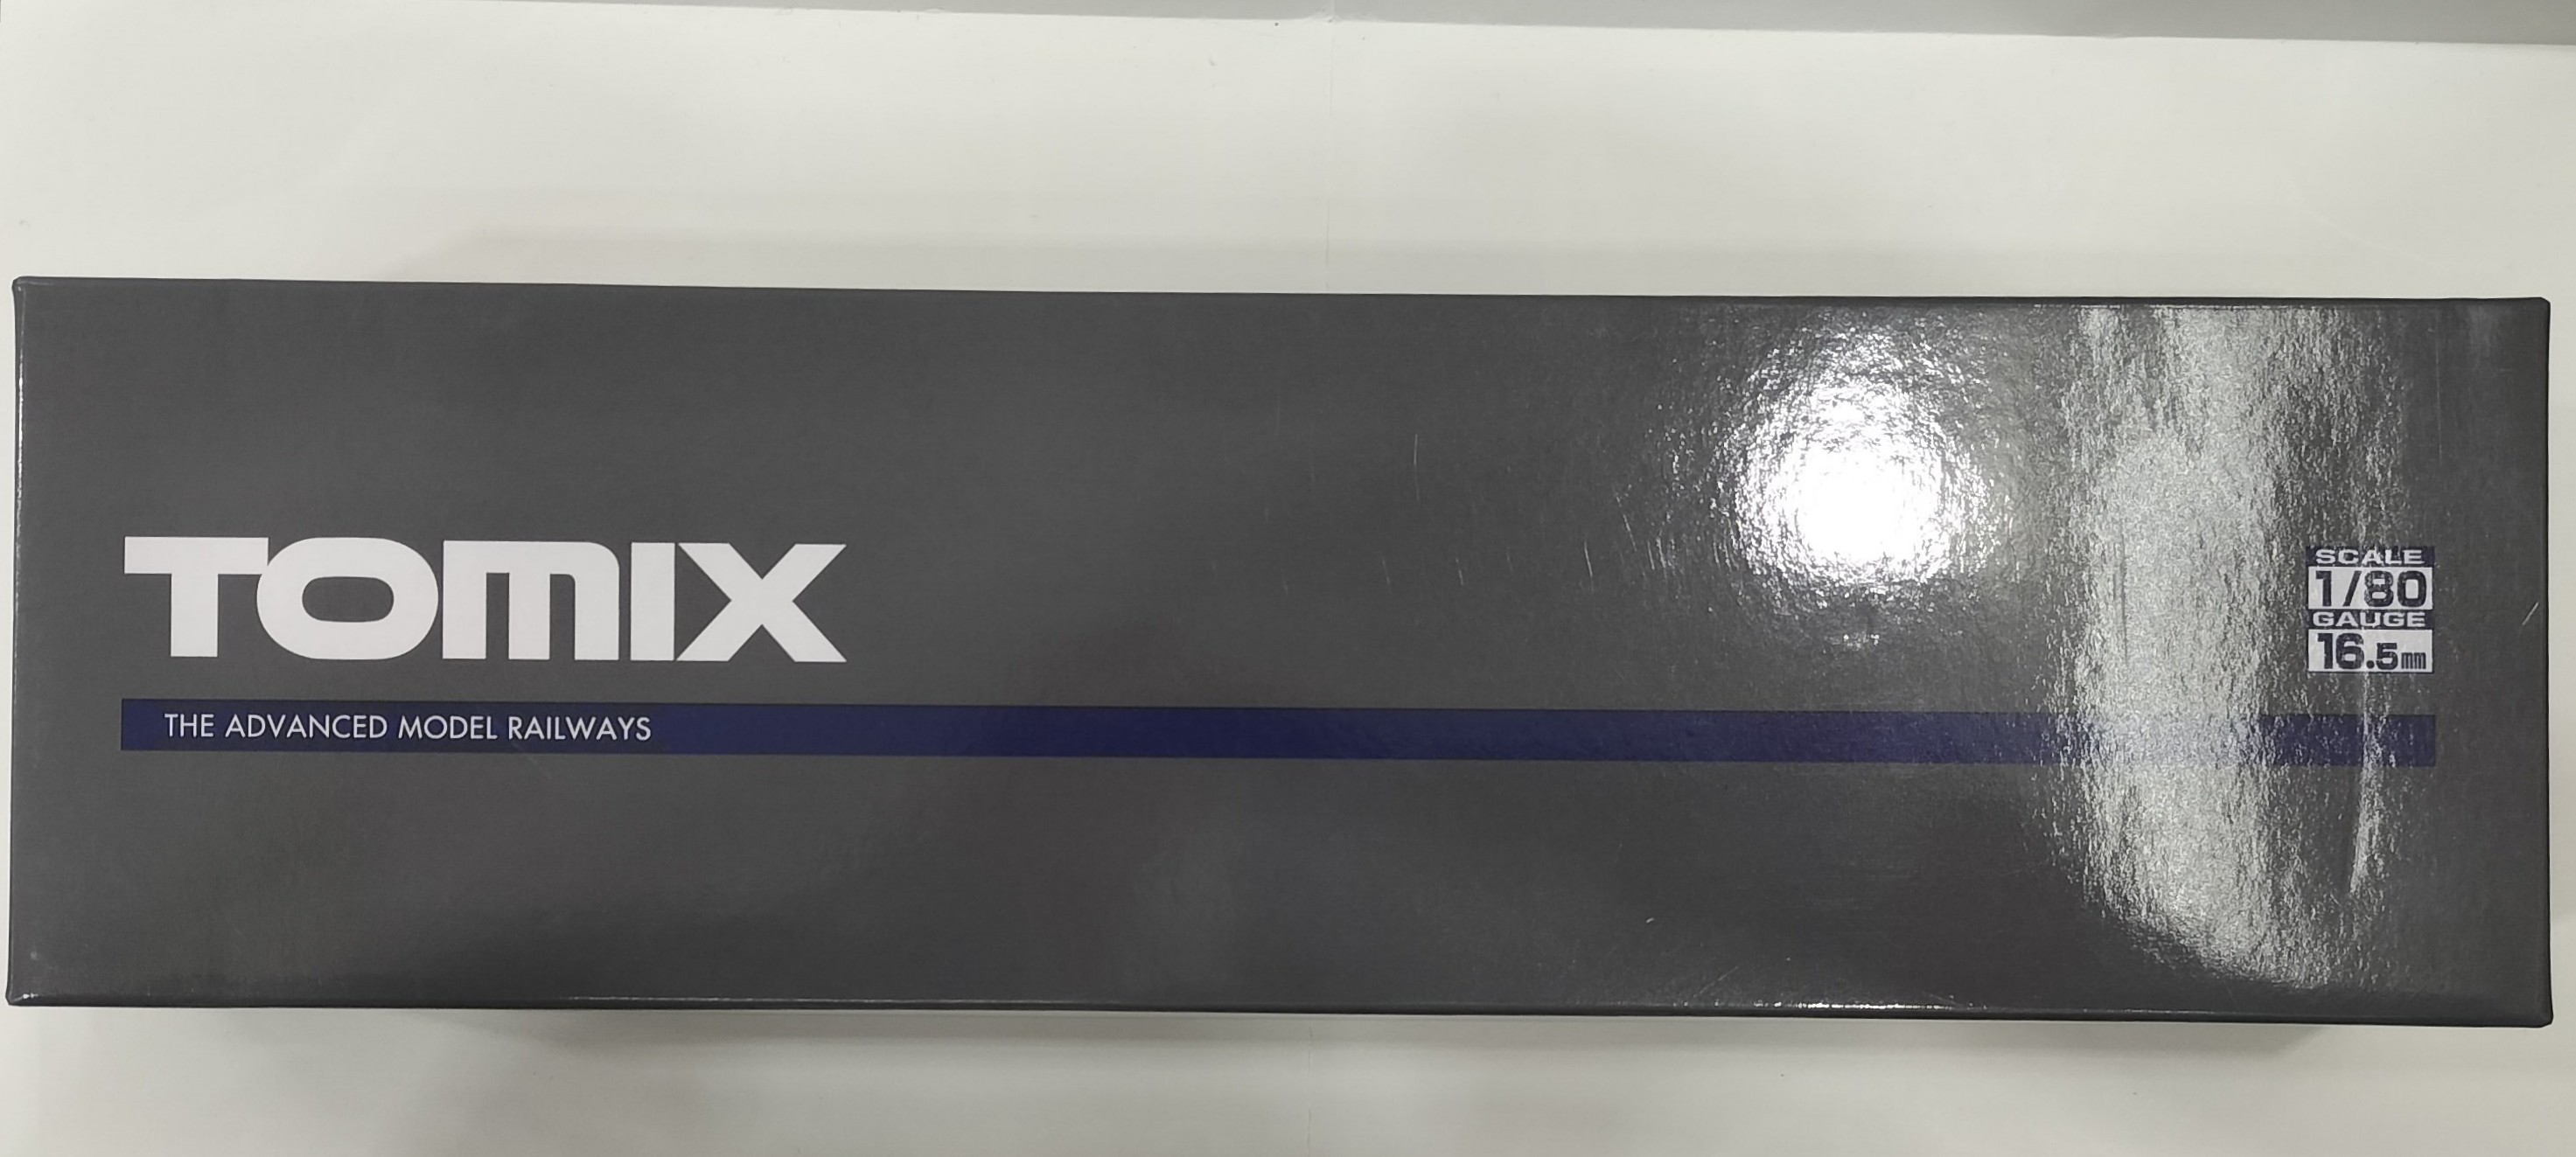 TOMIX
THE ADVANCED MODEL RAILWAYS
SCALE
1/80
GAUGE
16.5mm